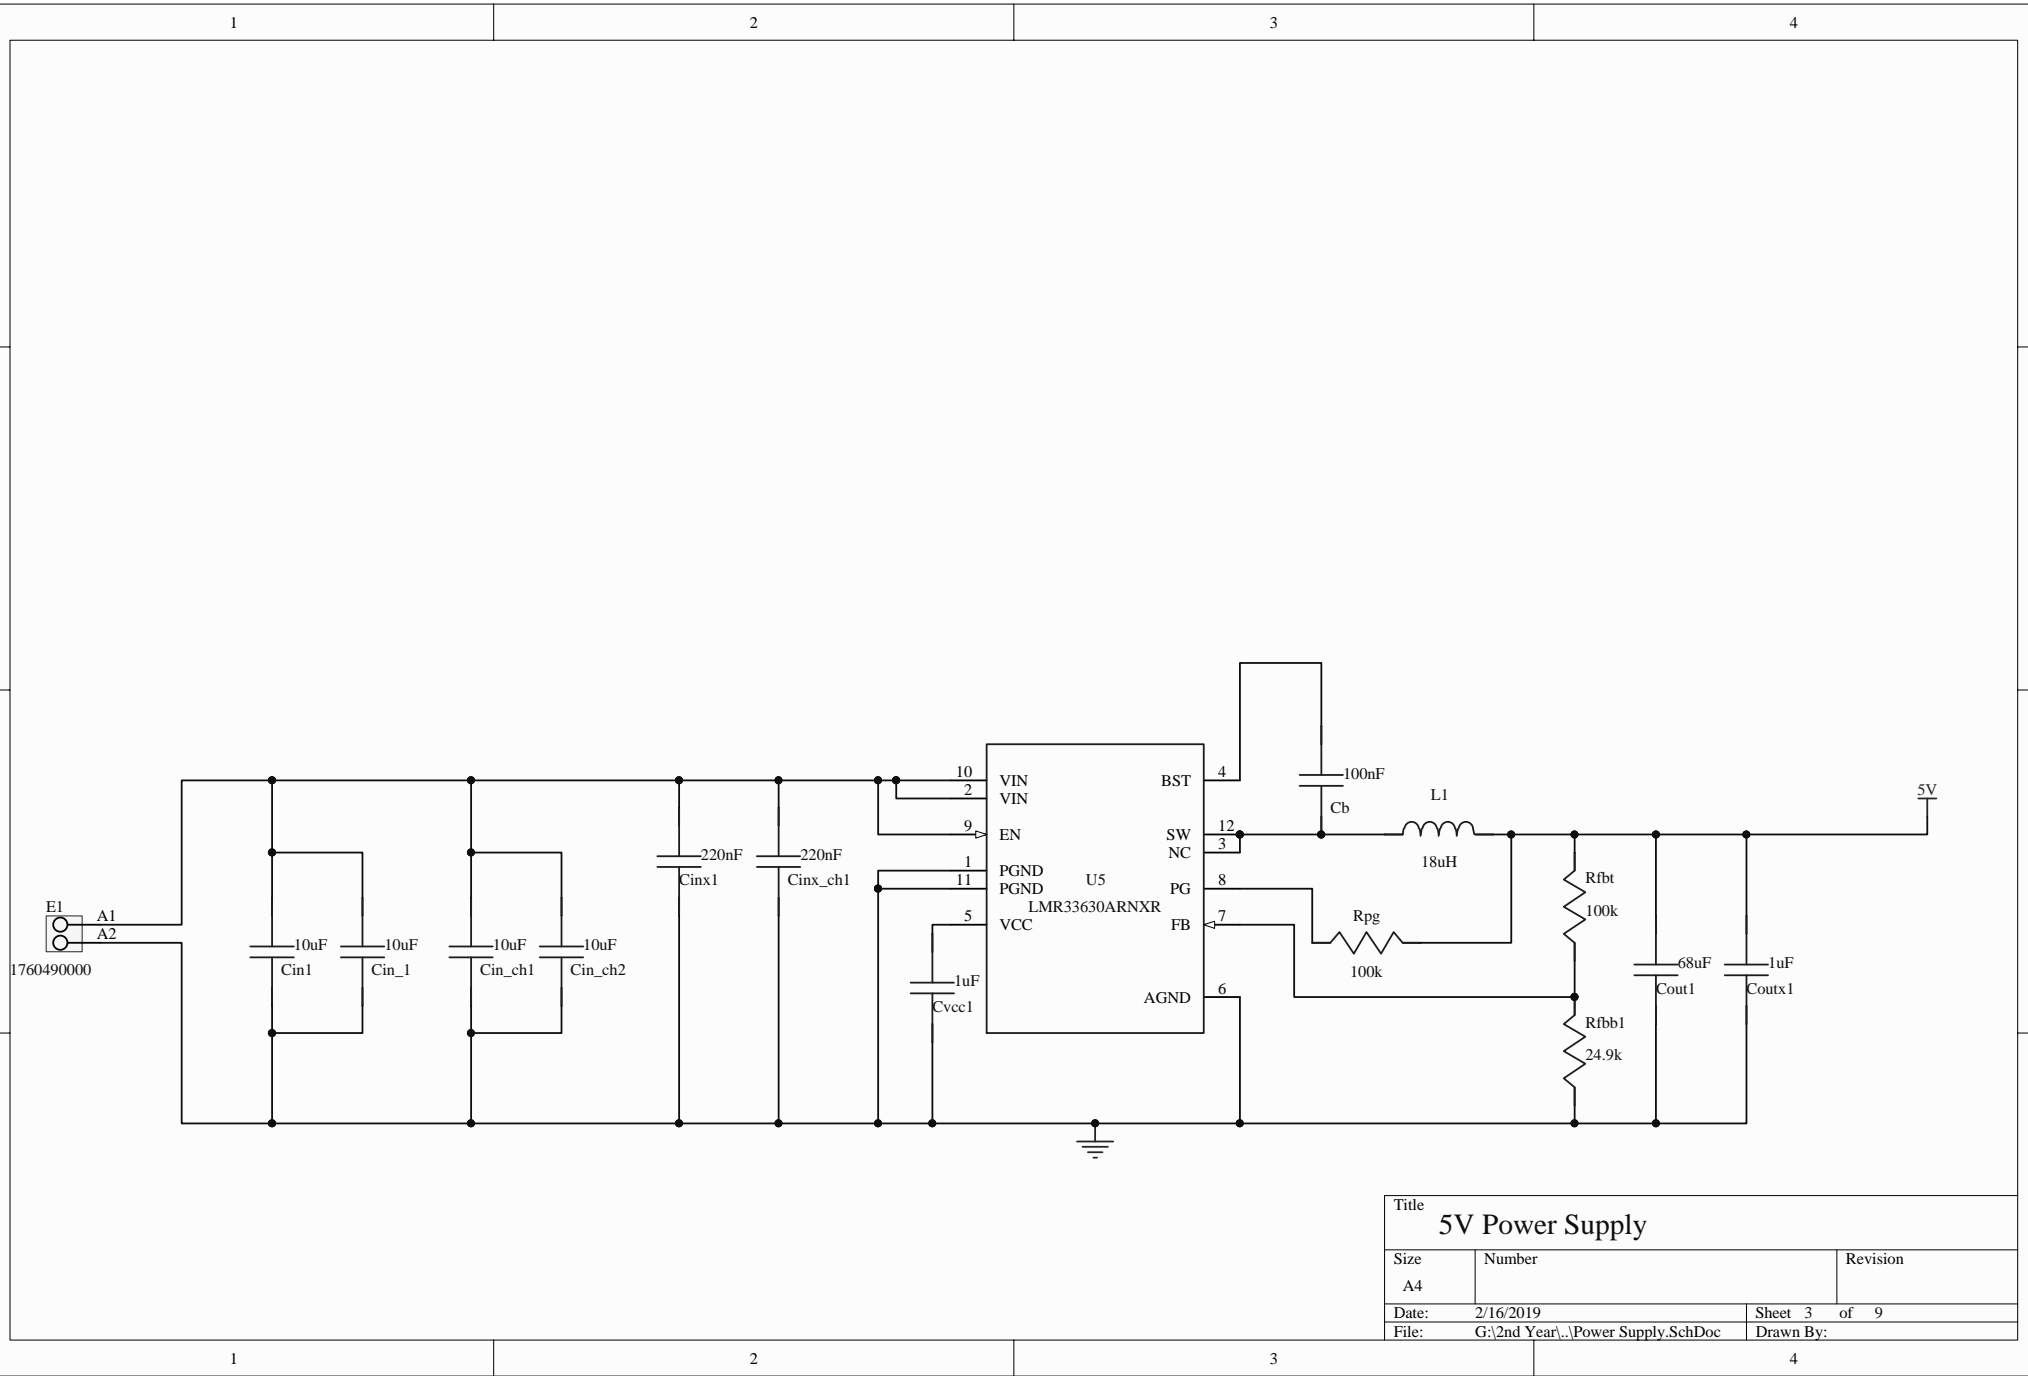 1 2 3 4
10 VIN BST 4 100nF
2 VIN Cb L1 5V
9 EN SW 12
NC 3 18uH
220nF 220nF
Cinx1 Cinx_ch1
1 PGND U5 PG 8 Rfbt
11 PGND LMR33630ARNXR Rpg 100k
E1 A1 5 VCC FB 7
A2
10uF 10uF 10uF 10uF
1760490000 Cin1 Cin_1 Cin_ch1 Cin_ch2 100k 68uF 1uF
1uF AGND 6 Cout1 Coutx1
Cvcc1
Rfbb1
24.9k
Title
5V Power Supply
Size Number Revision
A4
Date: 2/16/2019 Sheet 3 of 9
File: G:\2nd Year\..\Power Supply.SchDoc Drawn By:
1 2 3 4